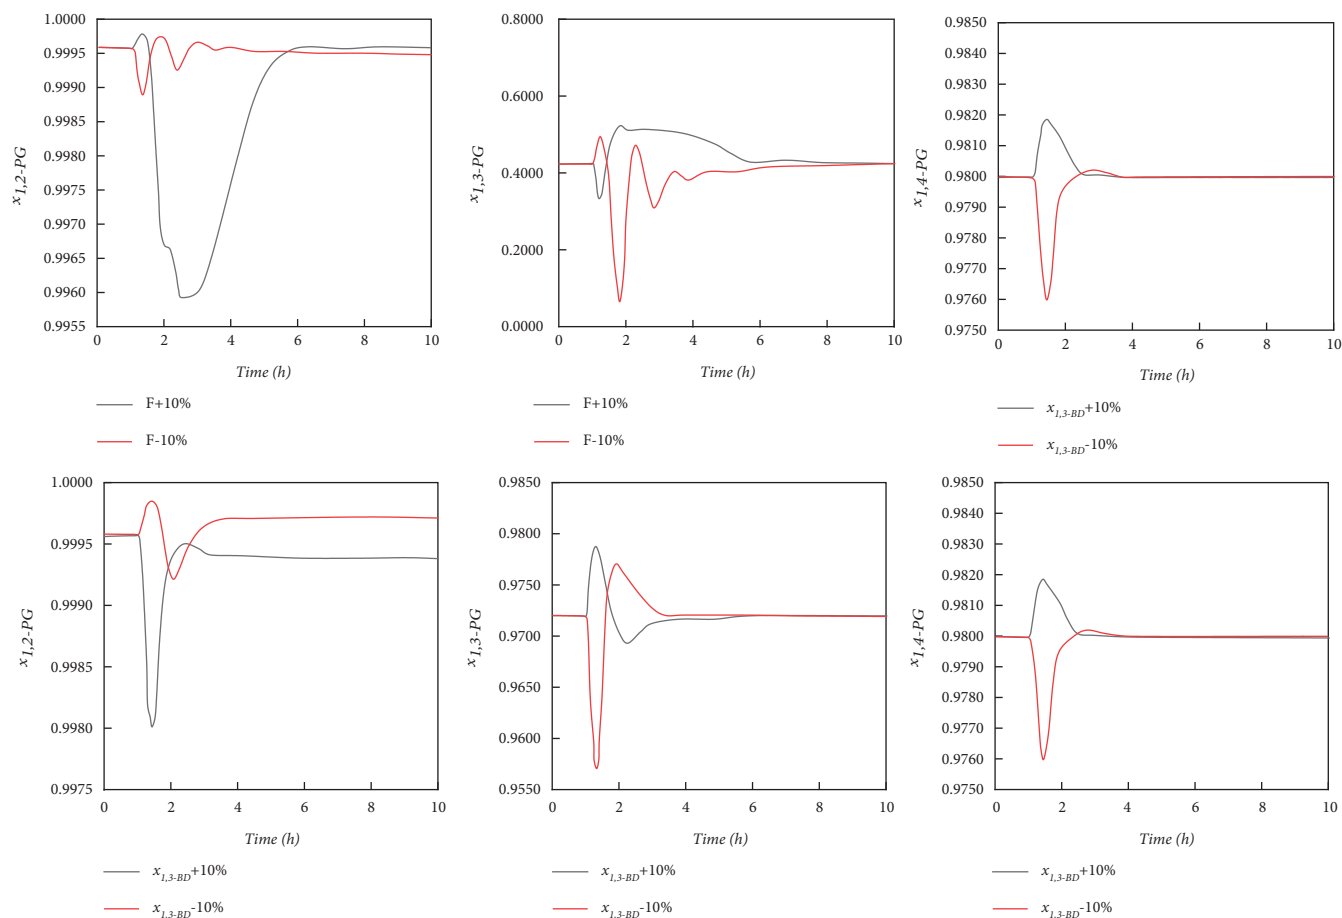 1.0000
0.9995
0.9990
0.9985
0.9980
0.9975
0.9970
0.9965
0.9960
0.9955
x1,2-PG
0 2 4 6 8 10
Time (h)
F+10%
F-10%
0.8000
0.6000
0.4000
0.2000
0.0000
x1,3-PG
0 2 4 6 8 10
Time (h)
F+10%
F-10%
0.9850
0.9840
0.9830
0.9820
0.9810
0.9800
0.9790
0.9780
0.9770
0.9760
0.9750
x1,4-PG
0 2 4 6 8 10
Time (h)
x1,3-BD+10%
x1,3-BD-10%
1.0000
0.9995
0.9990
0.9985
0.9980
0.9975
x1,2-PG
0 2 4 6 8 10
Time (h)
x1,3-BD+10%
x1,3-BD-10%
0.9850
0.9800
0.9750
0.9700
0.9650
0.9600
0.9550
x1,3-PG
0 2 4 6 8 10
Time (h)
x1,3-BD+10%
x1,3-BD-10%
0.9850
0.9840
0.9830
0.9820
0.9810
0.9800
0.9790
0.9780
0.9770
0.9760
0.9750
x1,4-PG
0 2 4 6 8 10
Time (h)
x1,3-BD+10%
x1,3-BD-10%